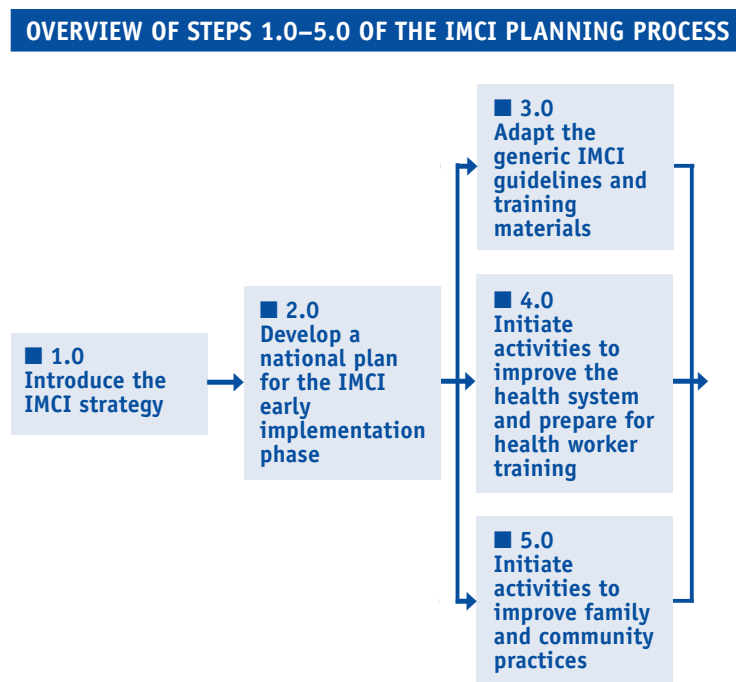 OVERVIEW OF STEPS 1.0–5.0 OF THE IMCI PLANNING PROCESS
■ 1.0
Introduce the
IMCI strategy
■ 2.0
Develop a
national plan
for the IMCI
early
implementation
phase
■ 3.0
Adapt the
generic IMCI
guidelines and
training
materials
■ 4.0
Initiate
activities to
improve the
health system
and prepare for
health worker
training
■ 5.0
Initiate
activities to
improve family
and community
practices